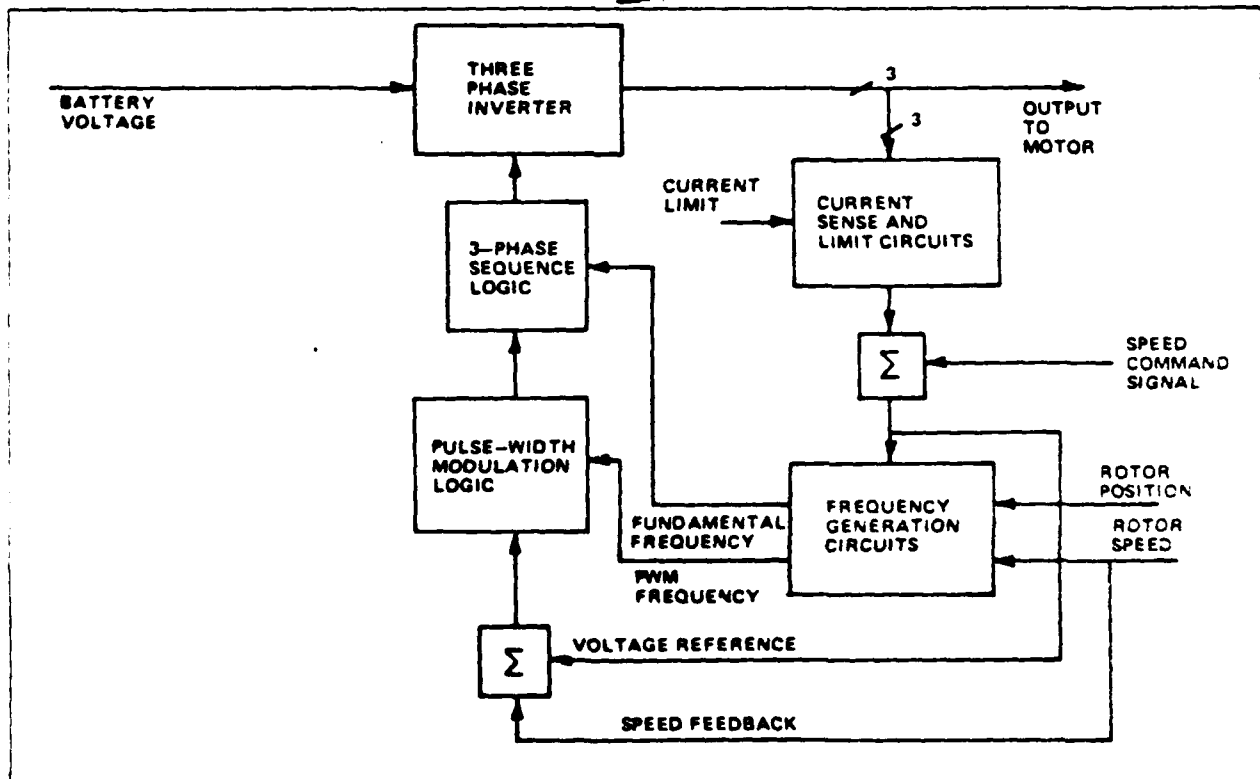 THREE
PHASE
INVERTER
BATTERY
VOLTAGE
3
3
OUTPUT
TO
MOTOR
CURRENT
LIMIT
CURRENT
SENSE AND
LIMIT CIRCUITS
3-PHASE
SEQUENCE
LOGIC
Σ
SPEED
COMMAND
SIGNAL
PULSE-WIDTH
MODULATION
LOGIC
FREQUENCY
GENERATION
CIRCUITS
ROTOR
POSITION
ROTOR
SPEED
FUNDAMENTAL
FREQUENCY
PWM
FREQUENCY
Σ
VOLTAGE REFERENCE
SPEED FEEDBACK